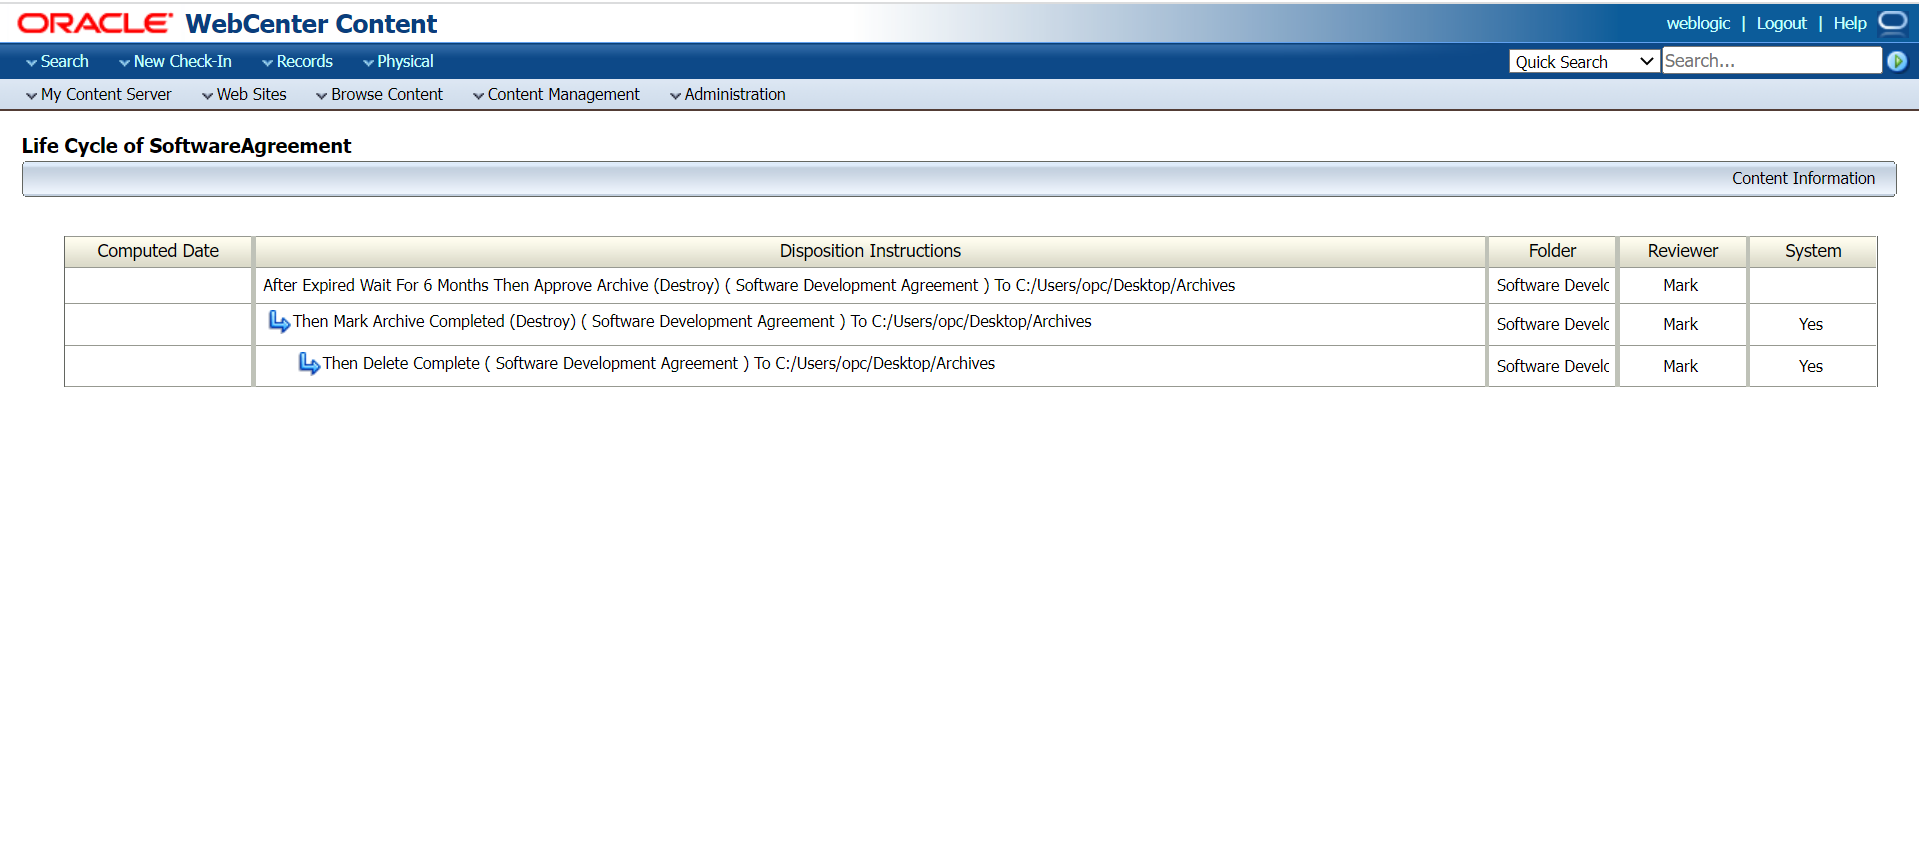 ORACLE WebCenter Content
weblogic | Logout | Help
Search New Check-In Records Physical
Quick Search Search...
My Content Server Web Sites Browse Content Content Management Administration
Life Cycle of SoftwareAgreement
Content Information
Computed Date Disposition Instructions Folder Reviewer System
After Expired Wait For 6 Months Then Approve Archive (Destroy) ( Software Development Agreement ) To C:/Users/opc/Desktop/Archives Software Develc Mark
Then Mark Archive Completed (Destroy) ( Software Development Agreement ) To C:/Users/opc/Desktop/Archives Software Develc Mark Yes
Then Delete Complete ( Software Development Agreement ) To C:/Users/opc/Desktop/Archives Software Develc Mark Yes